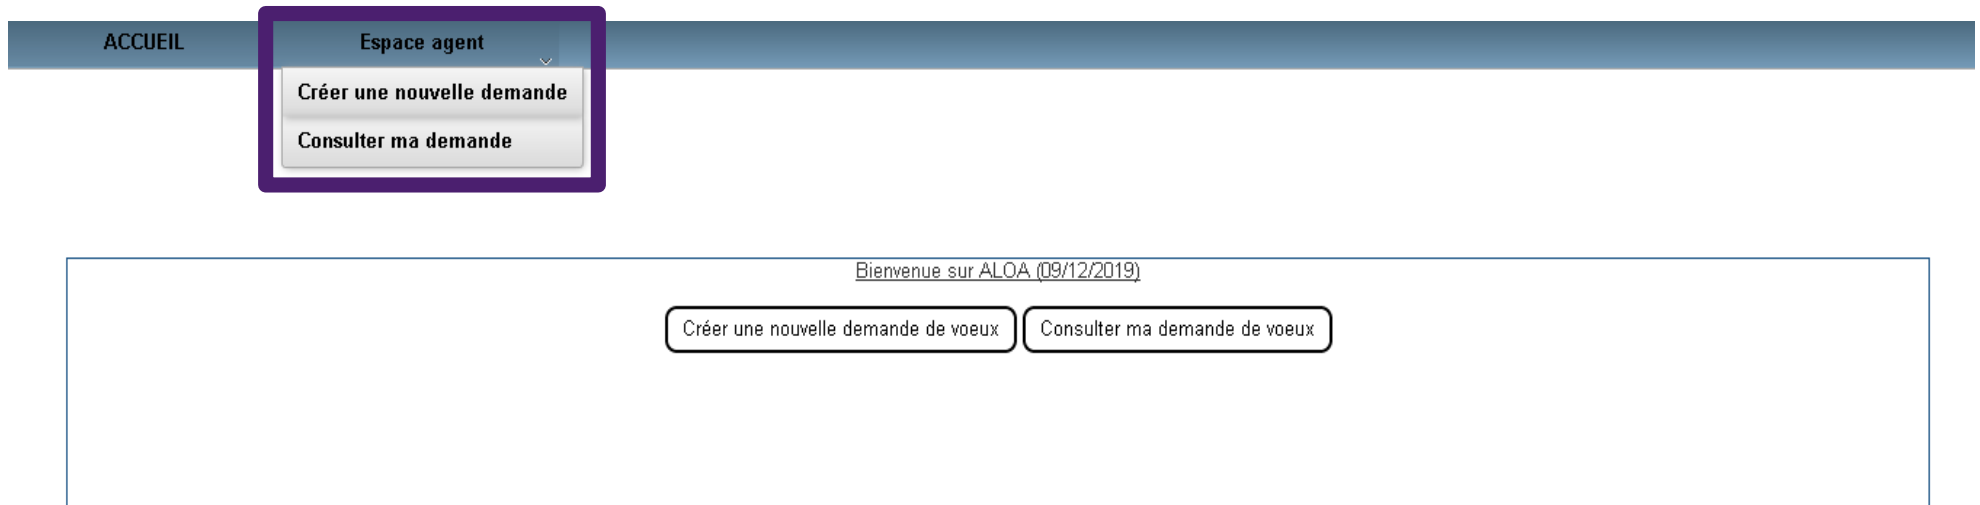 ACCUEIL Espace agent
Créer une nouvelle demande
Consulter ma demande
Bienvenue sur ALOA (09/12/2019)
Créer une nouvelle demande de voeux Consulter ma demande de voeux